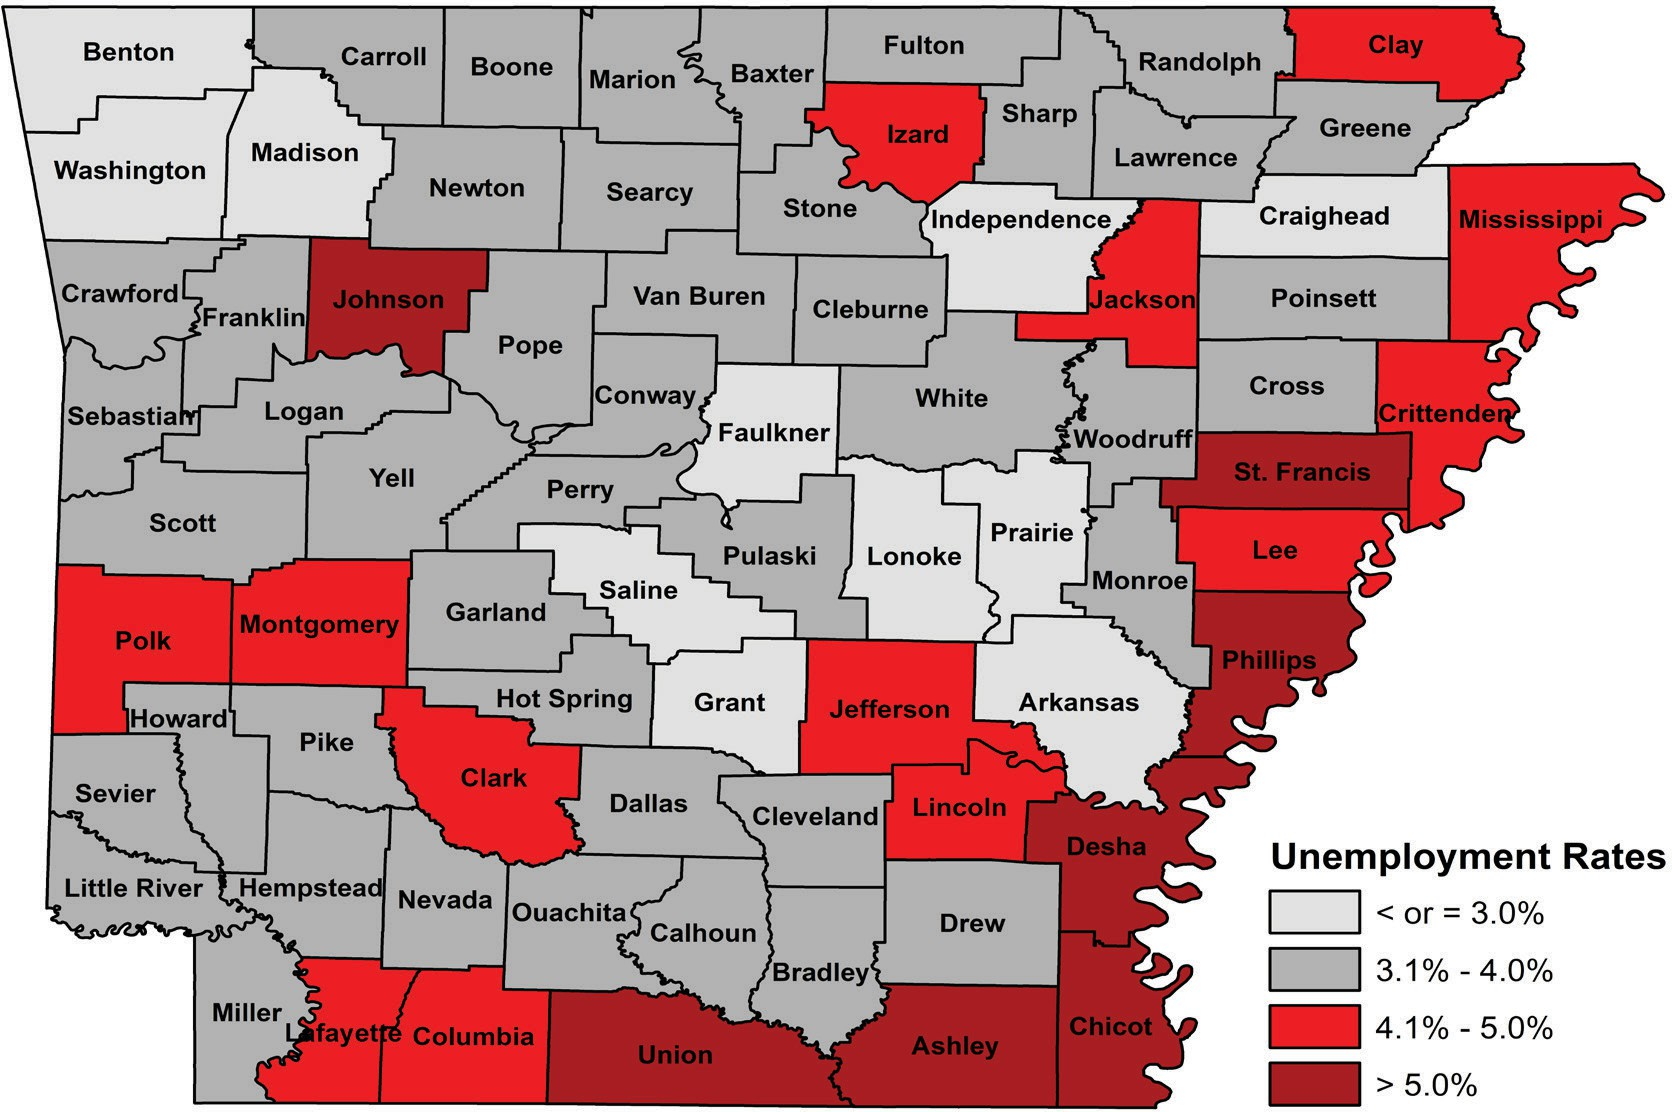 Benton
Carroll
Boone
Marion
Baxter
Fulton
Randolph
Clay
Sharp
Izard
Greene
Lawrence
Washington
Madison
Newton
Searcy
Stone
Independence
Craighead
Mississippi
Crawford
Franklin
Johnson
Pope
Van Buren
Cleburne
Jackson
Poinsett
Sebastian
Logan
Conway
Faulkner
White
Woodruff
Cross
Crittenden
Scott
Yell
Perry
Pulaski
Lonoke
Prairie
Monroe
St. Francis
Lee
Polk
Montgomery
Garland
Saline
Hot Spring
Grant
Jefferson
Arkansas
Phillips
Howard
Pike
Clark
Dallas
Cleveland
Lincoln
Desha
Sevier
Little River
Hempstead
Nevada
Ouachita
Calhoun
Bradley
Drew
Miller
Lafayette
Columbia
Union
Ashley
Chicot
Unemployment Rates
< or = 3.0%
3.1% - 4.0%
4.1% - 5.0%
> 5.0%